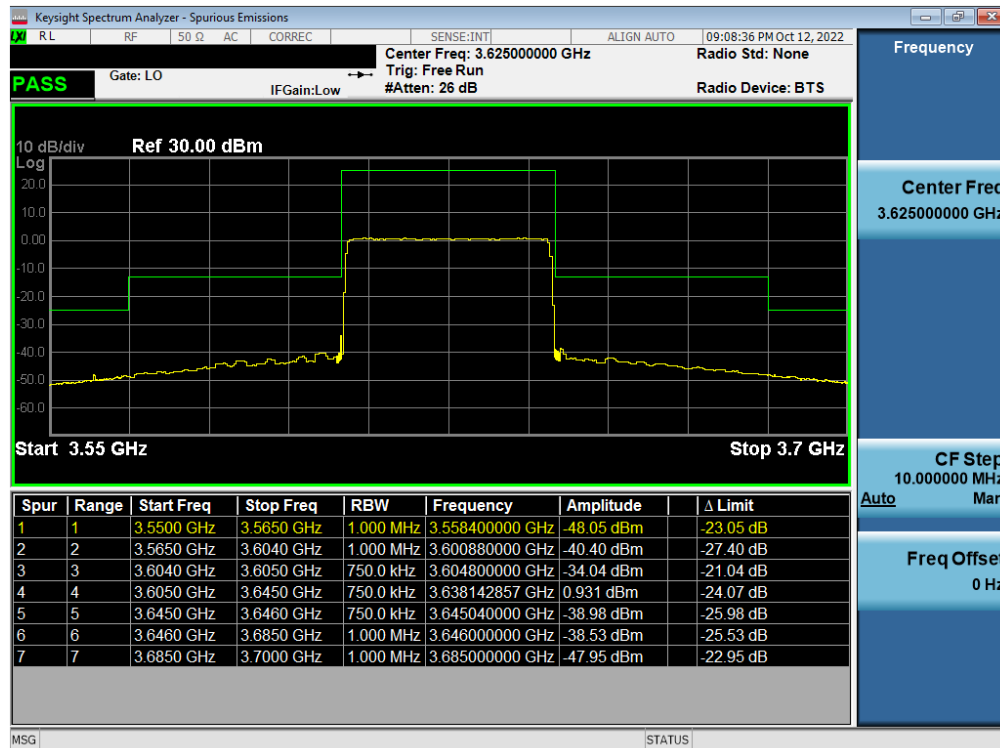 Keysight Spectrum Analyzer - Spurious Emissions
LXI RL RF 50 Ω AC CORREC SENSE:INT ALIGN AUTO 09:08:36 PM Oct 12, 2022
Center Freq: 3.625000000 GHz Radio Std: None
Gate: LO Trig: Free Run
PASS IFGain:Low #Atten: 26 dB Radio Device: BTS
10 dB/div Ref 30.00 dBm
Log
20.0
10.0
0.00
-10.0
-20.0
-30.0
-40.0
-50.0
-60.0
Start 3.55 GHz Stop 3.7 GHz
Spur Range Start Freq Stop Freq RBW Frequency Amplitude Δ Limit
1 1 3.5500 GHz 3.5650 GHz 1.000 MHz 3.558400000 GHz -48.05 dBm -23.05 dB
2 2 3.5650 GHz 3.6040 GHz 1.000 MHz 3.600880000 GHz -40.40 dBm -27.40 dB
3 3 3.6040 GHz 3.6050 GHz 750.0 kHz 3.604800000 GHz -34.04 dBm -21.04 dB
4 4 3.6050 GHz 3.6450 GHz 750.0 kHz 3.638142857 GHz 0.931 dBm -24.07 dB
5 5 3.6450 GHz 3.6460 GHz 750.0 kHz 3.645040000 GHz -38.98 dBm -25.98 dB
6 6 3.6460 GHz 3.6850 GHz 1.000 MHz 3.646000000 GHz -38.53 dBm -25.53 dB
7 7 3.6850 GHz 3.7000 GHz 1.000 MHz 3.685000000 GHz -47.95 dBm -22.95 dB
MSG STATUS
Frequency
Center Freq
3.625000000 GHz
CF Step
10.000000 MHz
Auto Man
Freq Offset
0 Hz